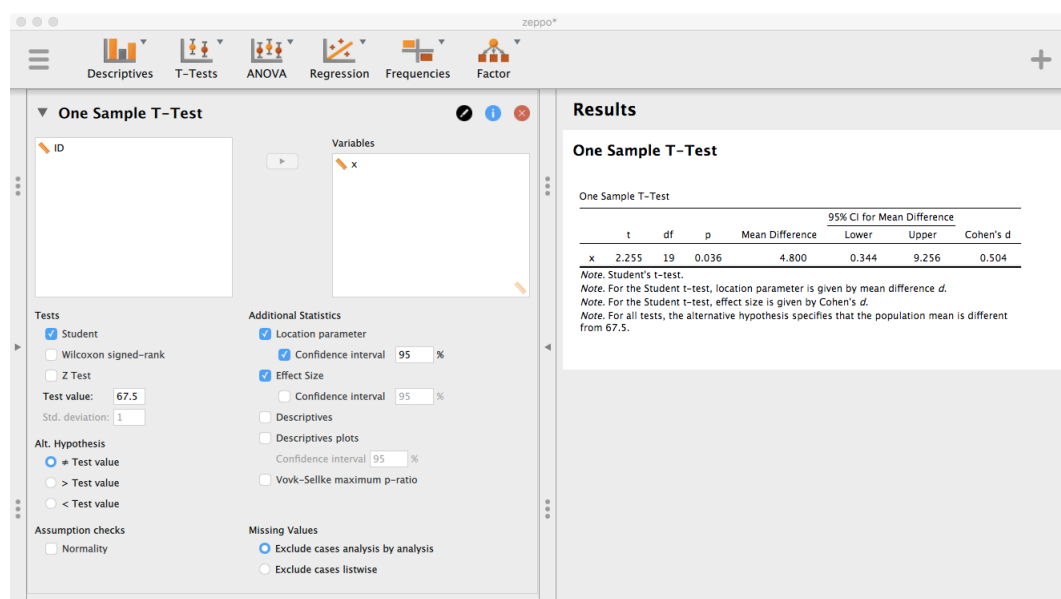 zeppo*
Descriptives T-Tests ANOVA Regression Frequencies Factor
One Sample T-Test
ID
Variables
x
Tests
Student
Wilcoxon signed-rank
Z Test
Test value: 67.5
Std. deviation: 1
Alt. Hypothesis
≠ Test value
> Test value
< Test value
Assumption checks
Normality
Additional Statistics
Location parameter
Confidence interval 95 %
Effect Size
Confidence interval 95 %
Descriptives
Descriptives plots
Confidence interval 95 %
Vovk-Sellke maximum p-ratio
Missing Values
Exclude cases analysis by analysis
Exclude cases listwise
Results
One Sample T-Test
One Sample T-Test
95% CI for Mean Difference
t df p Mean Difference Lower Upper Cohen's d
x 2.255 19 0.036 4.800 0.344 9.256 0.504
Note. Student's t-test.
Note. For the Student t-test, location parameter is given by mean difference d.
Note. For the Student t-test, effect size is given by Cohen's d.
Note. For all tests, the alternative hypothesis specifies that the population mean is different
from 67.5.